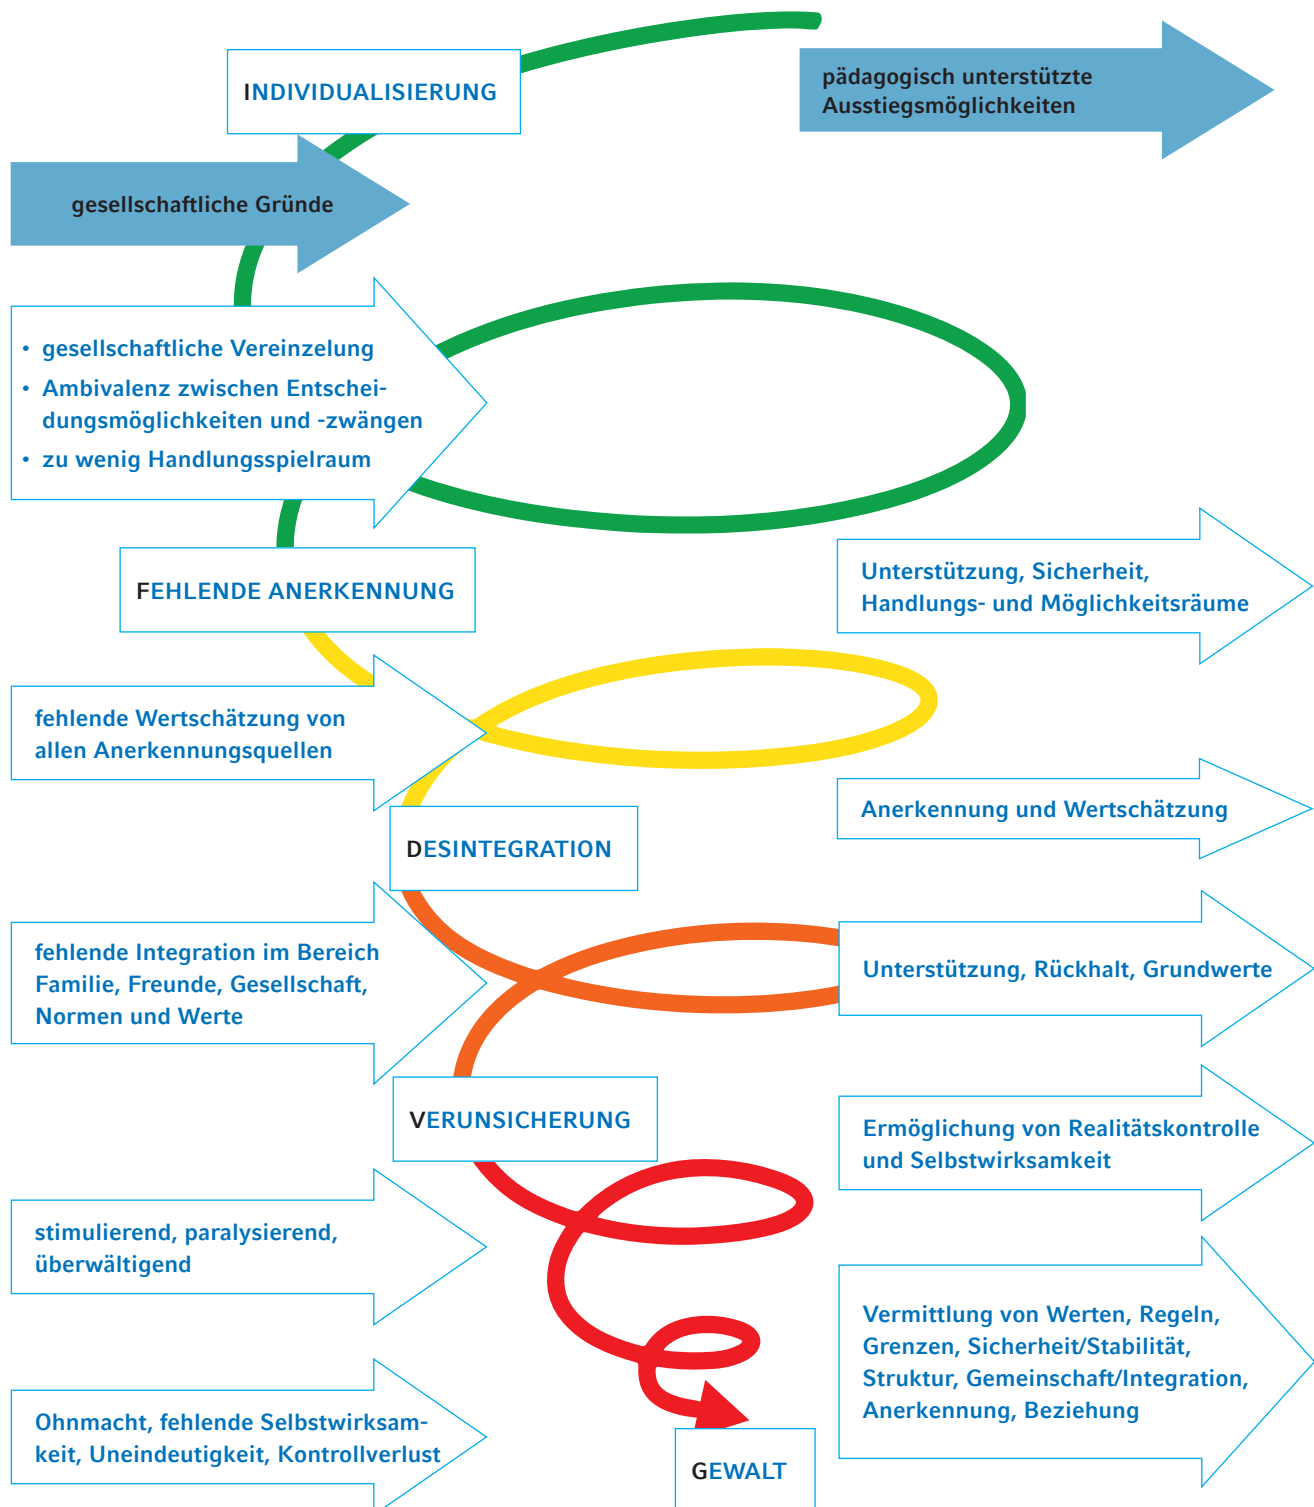 INDIVIDUALISIERUNG
pädagogisch unterstützte
Ausstiegsmöglichkeiten
gesellschaftliche Gründe
• gesellschaftliche Vereinzelung
• Ambivalenz zwischen Entschei-
dungsmöglichkeiten und -zwängen
• zu wenig Handlungsspielraum
FEHLENDE ANERKENNUNG
Unterstützung, Sicherheit,
Handlungs- und Möglichkeitsräume
fehlende Wertschätzung von
allen Anerkennungsquellen
Anerkennung und Wertschätzung
DESINTEGRATION
fehlende Integration im Bereich
Familie, Freunde, Gesellschaft,
Normen und Werte
Unterstützung, Rückhalt, Grundwerte
VERUNSICHERUNG
Ermöglichung von Realitätskontrolle
und Selbstwirksamkeit
stimulierend, paralysierend,
überwältigend
Vermittlung von Werten, Regeln,
Grenzen, Sicherheit/Stabilität,
Struktur, Gemeinschaft/Integration,
Anerkennung, Beziehung
Ohnmacht, fehlende Selbstwirksam-
keit, Uneindeutigkeit, Kontrollverlust
GEWALT